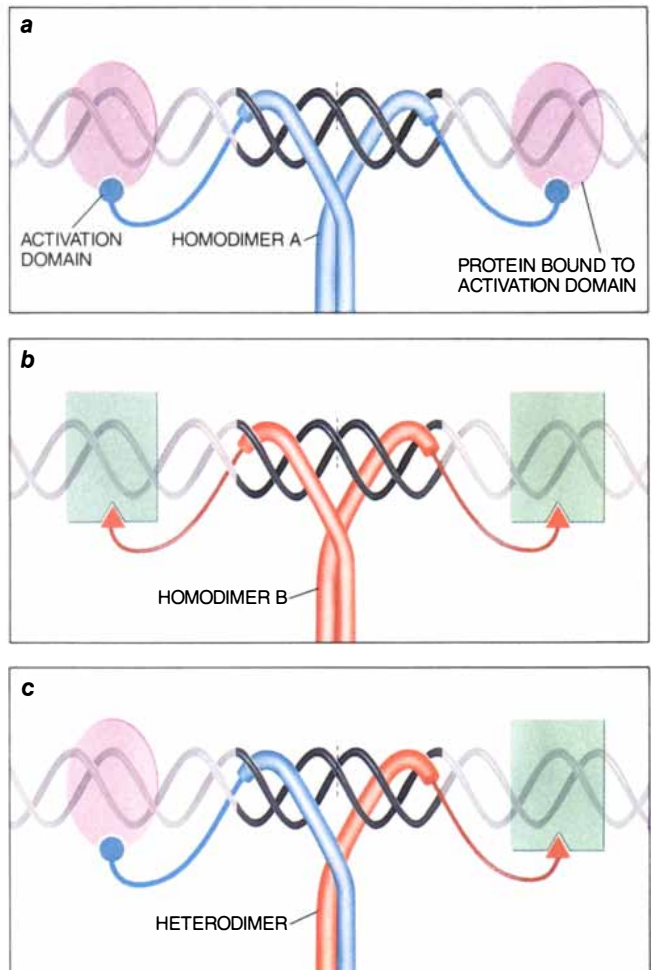 a
ACTIVATION
DOMAIN
HOMODIMER A
PROTEIN BOUND TO
ACTIVATION DOMAIN
b
HOMODIMER B
c
HETERODIMER